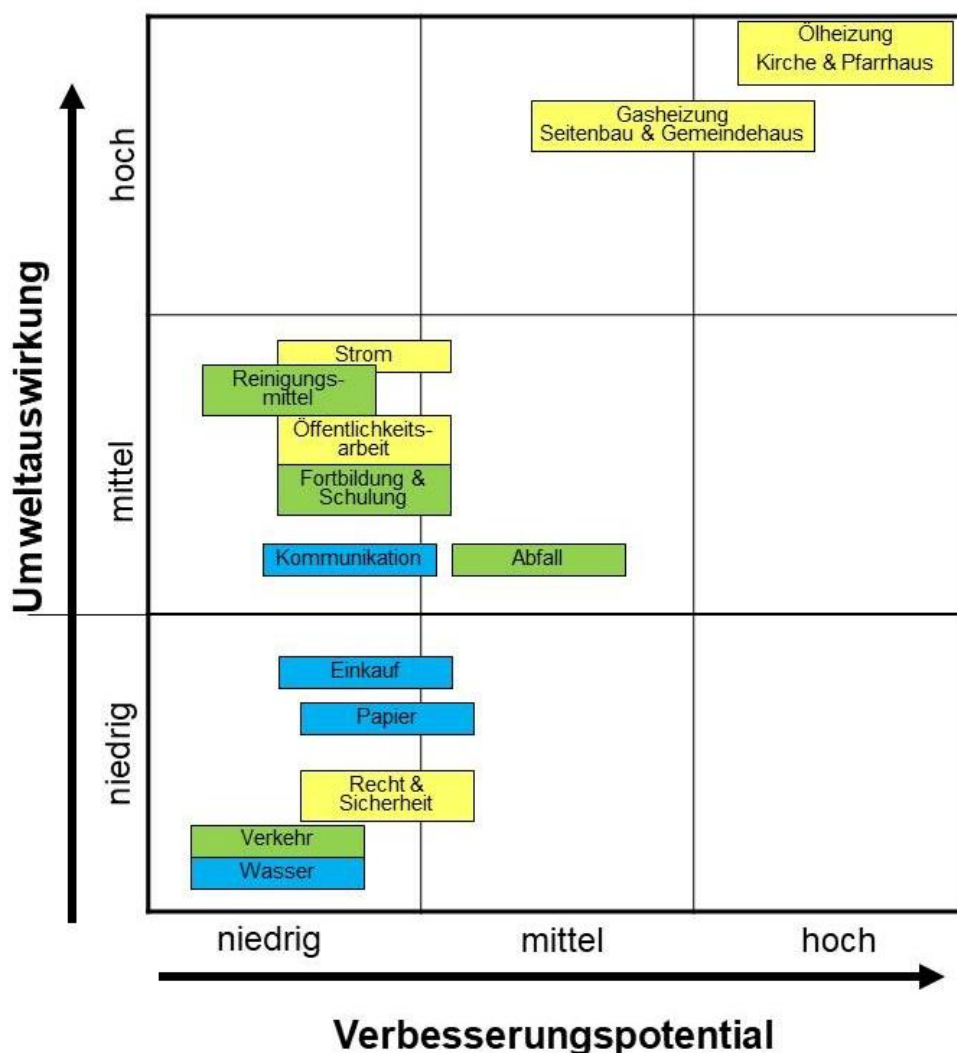 Ölheizung
Kirche & Pfarrhaus
Gasheizung
Seitenbau & Gemeindehaus
hoch
Umweltauswirkung
Strom
Reinigungs-
mittel
Öffentlichkeits-
arbeit
Fortbildung &
Schulung
mittel
Kommunikation
Abfall
Einkauf
Papier
niedrig
Recht &
Sicherheit
Verkehr
Wasser
niedrig
mittel
hoch
Verbesserungspotential